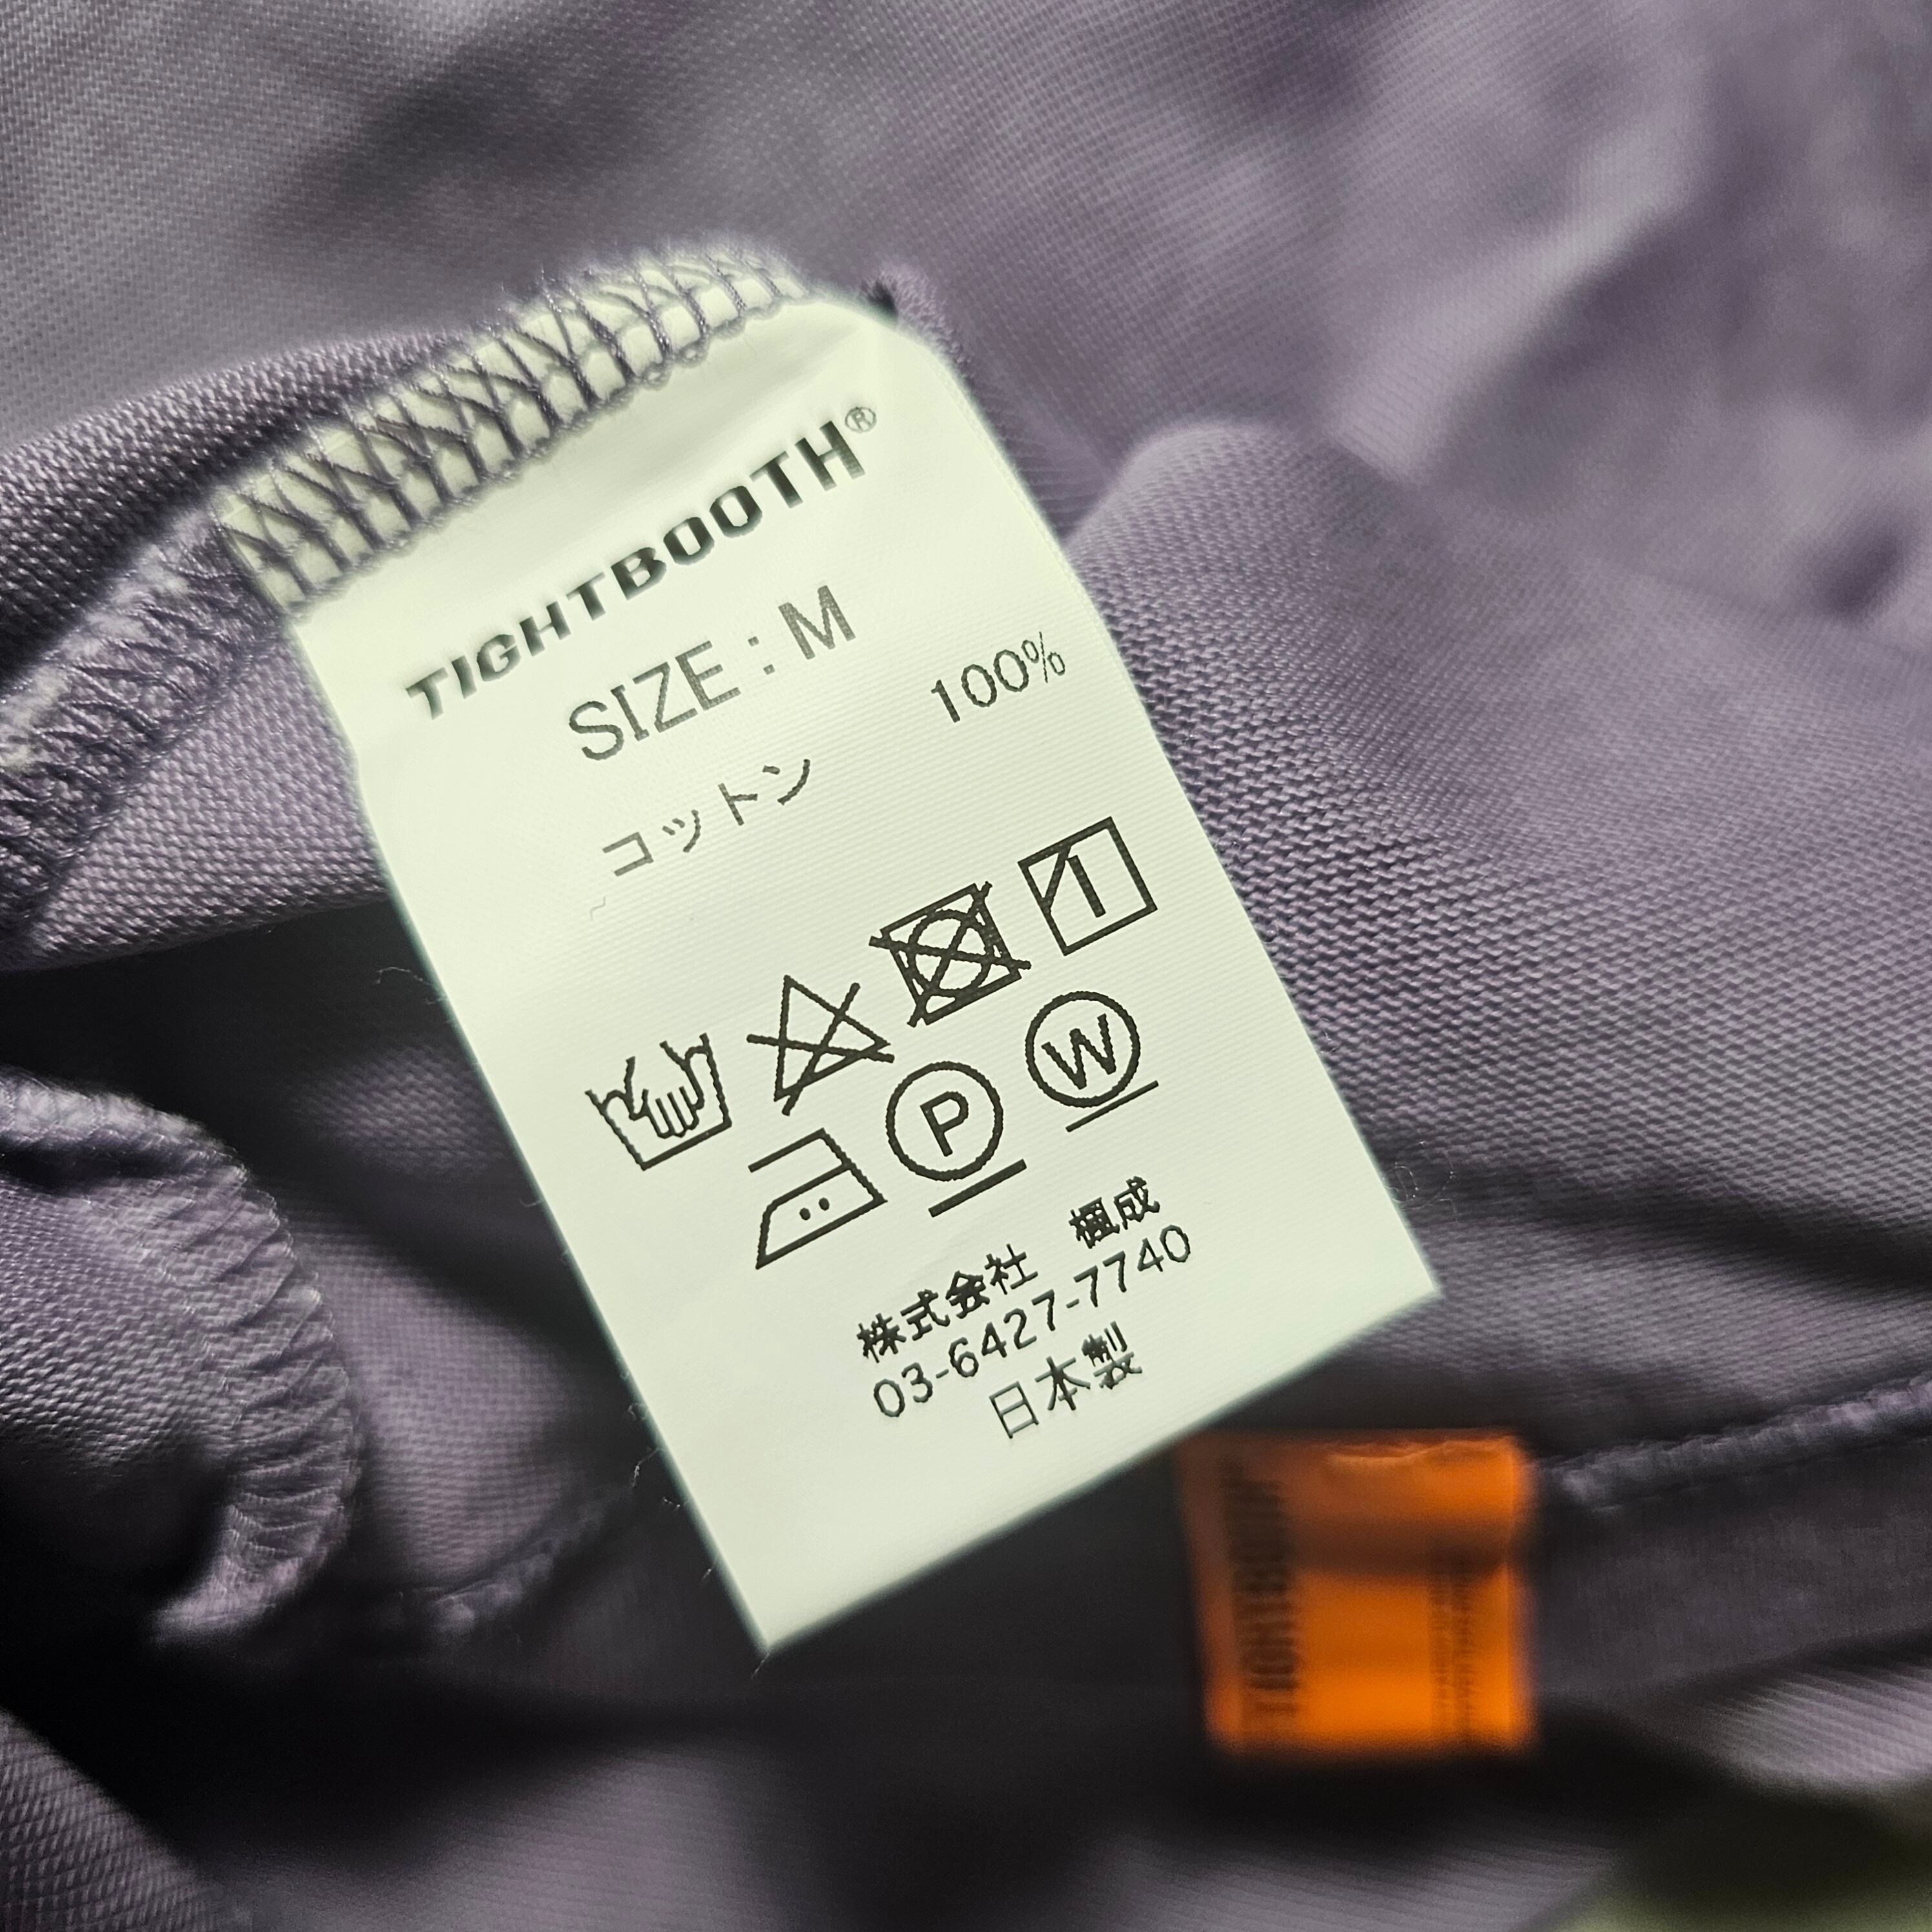 TIGHTBOOTH®
SIZE : M
コットン 100%
P W
株式会社 楓成
03-6427-7740
日本製
TIGHTBOOTH